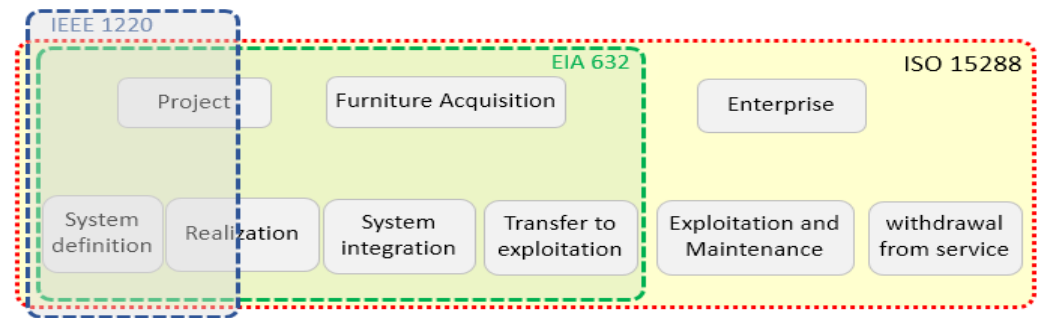 IEEE 1220
EIA 632
ISO 15288
Project
Furniture Acquisition
Enterprise
System
definition
Realization
System
integration
Transfer to
exploitation
Exploitation and
Maintenance
withdrawal
from service